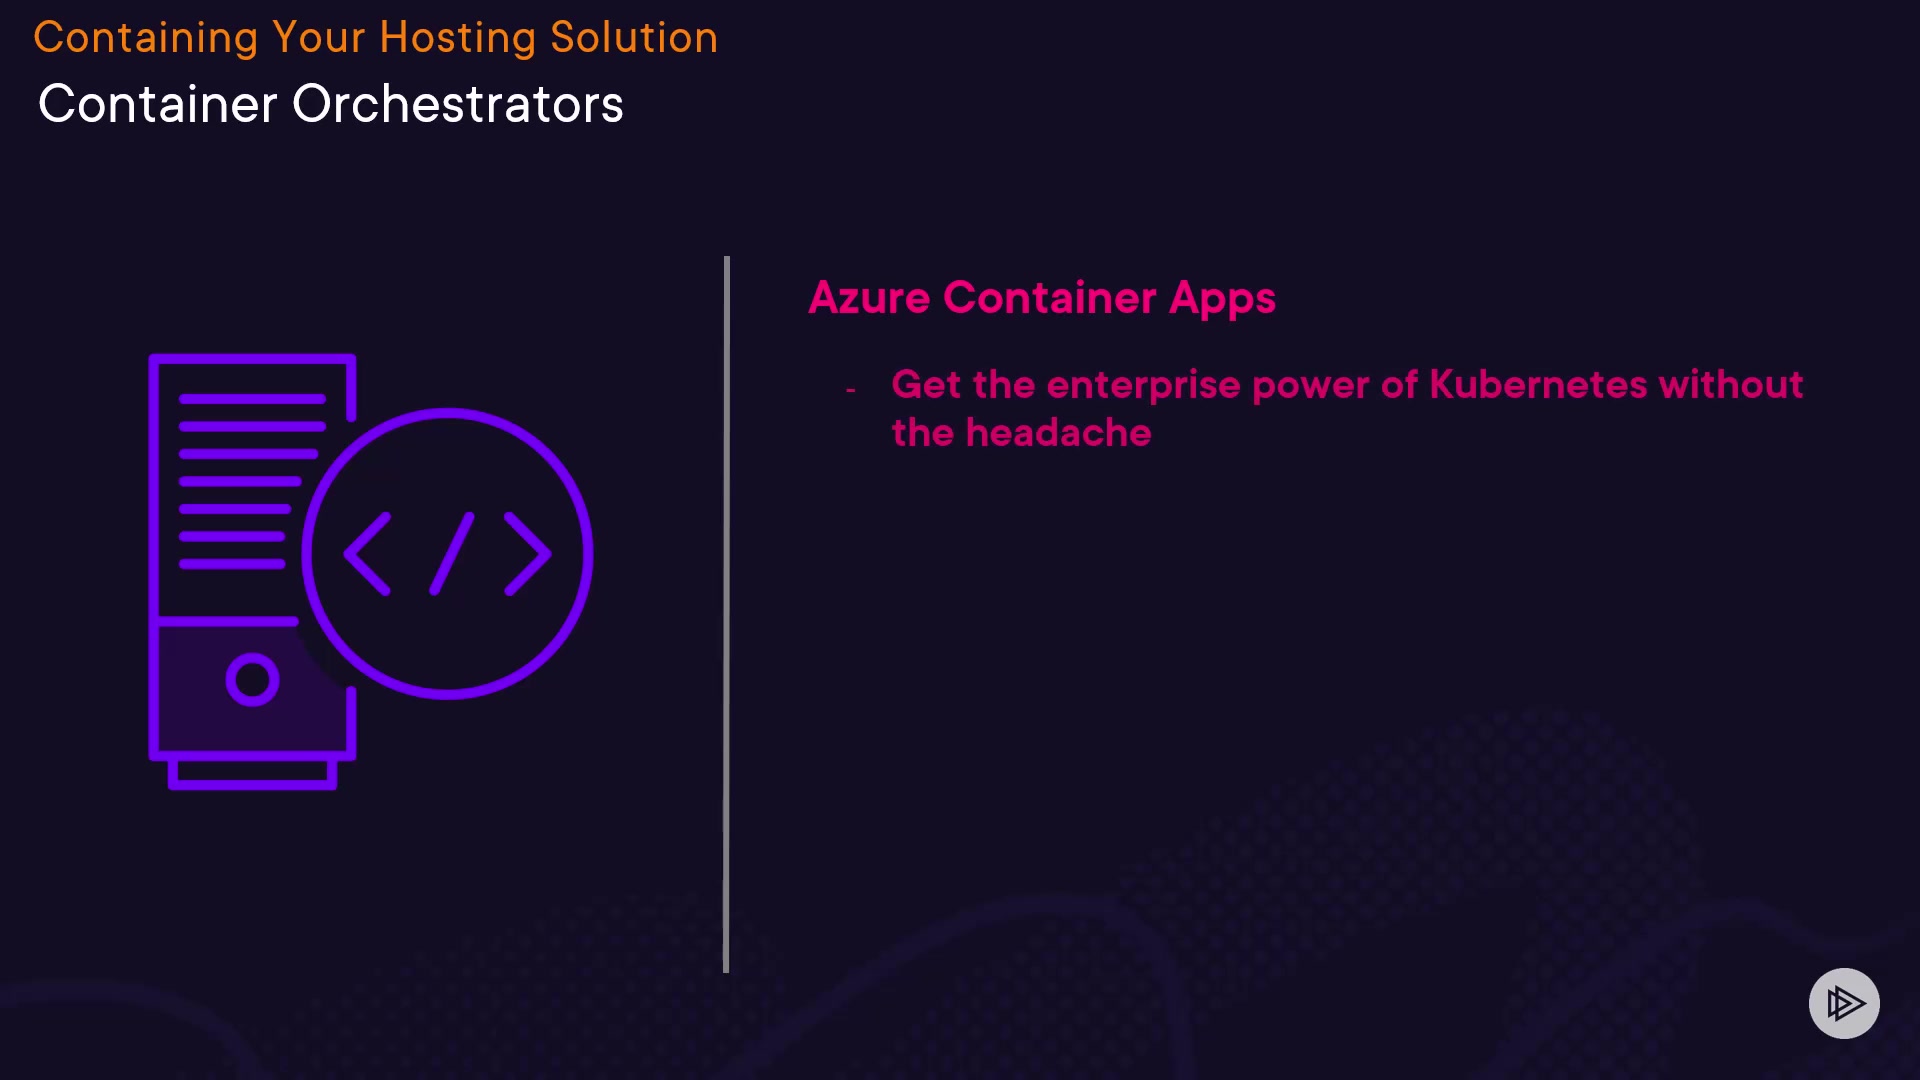 Containing Your Hosting Solution
Container Orchestrators
Azure Container Apps
- Get the enterprise power of Kubernetes without
the headache
</>